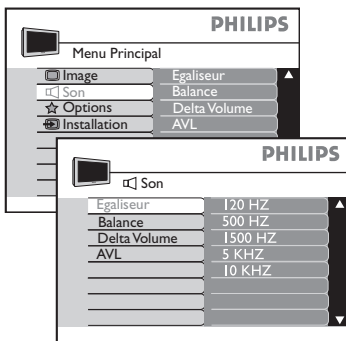 PHILIPS
Menu Principal
Image Egaliseur
Son Balance
Options Delta Volume
Installation AVL
PHILIPS
Son
Egaliseur 120 HZ
Balance 500 HZ
Delta Volume 1500 HZ
AVL 5 KHZ
10 KHZ